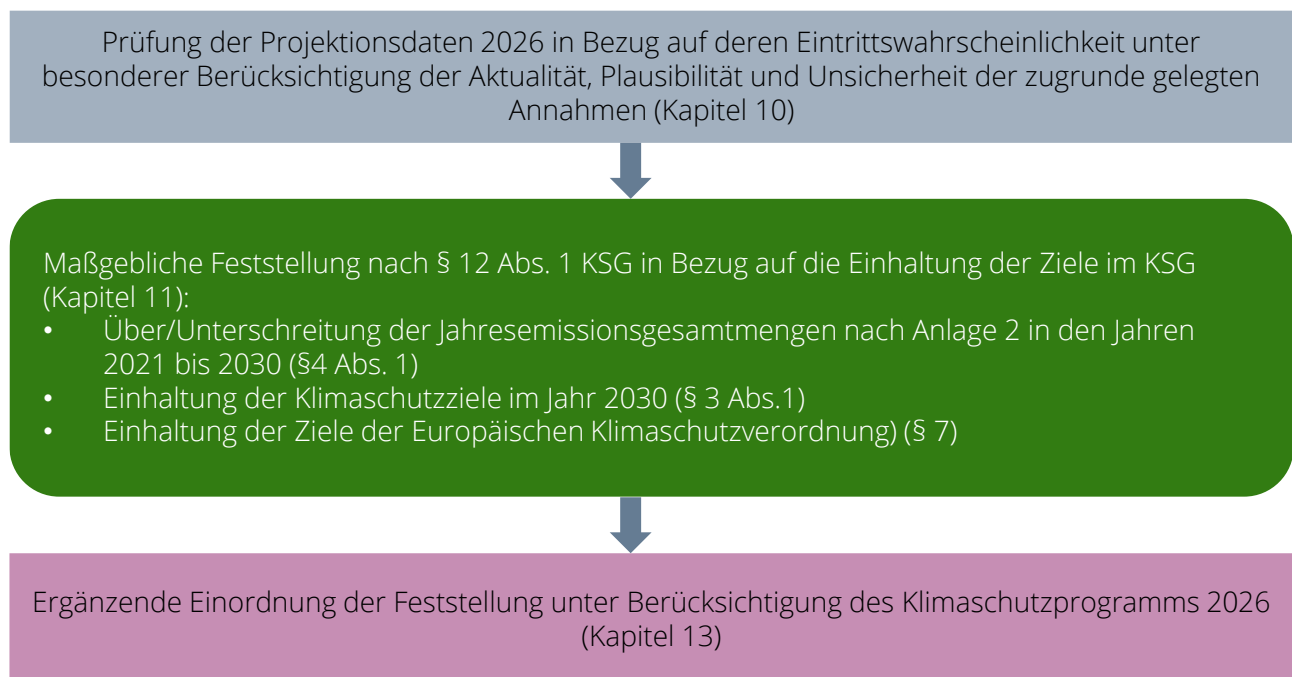 Prüfung der Projektionsdaten 2026 in Bezug auf deren Eintrittswahrscheinlichkeit unter
besonderer Berücksichtigung der Aktualität, Plausibilität und Unsicherheit der zugrunde gelegten
Annahmen (Kapitel 10)
Maßgebliche Feststellung nach § 12 Abs. 1 KSG in Bezug auf die Einhaltung der Ziele im KSG
(Kapitel 11):
• Über/Unterschreitung der Jahresemissionsgesamtmengen nach Anlage 2 in den Jahren
2021 bis 2030 (§4 Abs. 1)
• Einhaltung der Klimaschutzziele im Jahr 2030 (§ 3 Abs.1)
• Einhaltung der Ziele der Europäischen Klimaschutzverordnung) (§ 7)
Ergänzende Einordnung der Feststellung unter Berücksichtigung des Klimaschutzprogramms 2026
(Kapitel 13)